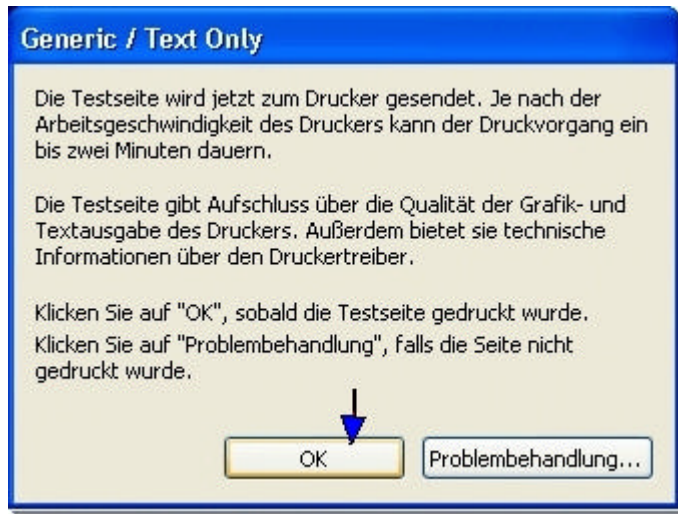 Generic / Text Only
Die Testseite wird jetzt zum Drucker gesendet. Je nach der
Arbeitsgeschwindigkeit des Druckers kann der Druckvorgang ein
bis zwei Minuten dauern.
Die Testseite gibt Aufschluss über die Qualität der Grafik- und
Textausgabe des Druckers. Außerdem bietet sie technische
Informationen über den Druckertreiber.
Klicken Sie auf "OK", sobald die Testseite gedruckt wurde.
Klicken Sie auf "Problembehandlung", falls die Seite nicht
gedruckt wurde.
OK
Problembehandlung...